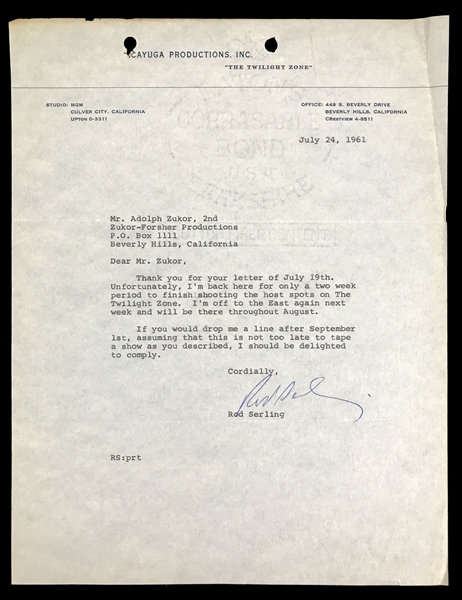 CAYUGA PRODUCTIONS, INC.
"THE TWILIGHT ZONE"
STUDIO: MGM
CULVER CITY, CALIFORNIA
UPTON 0-3311
OFFICE: 449 S. BEVERLY DRIVE
BEVERLY HILLS, CALIFORNIA
CRESTVIEW 4-8511
July 24, 1961
Mr. Adolph Zukor, 2nd
Zukor-Forsher Productions
P.O. Box 1111
Beverly Hills, California
Dear Mr. Zukor,
Thank you for your letter of July 19th.
Unfortunately, I'm back here for only a two week
period to finish shooting the host spots on The
Twilight Zone. I'm off to the East again next
week and will be there throughout August.
If you would drop me a line after September
1st, assuming that this is not too late to tape
a show as you described, I should be delighted
to comply.
Cordially,
Rod Serling
Rod Serling
RS:prt